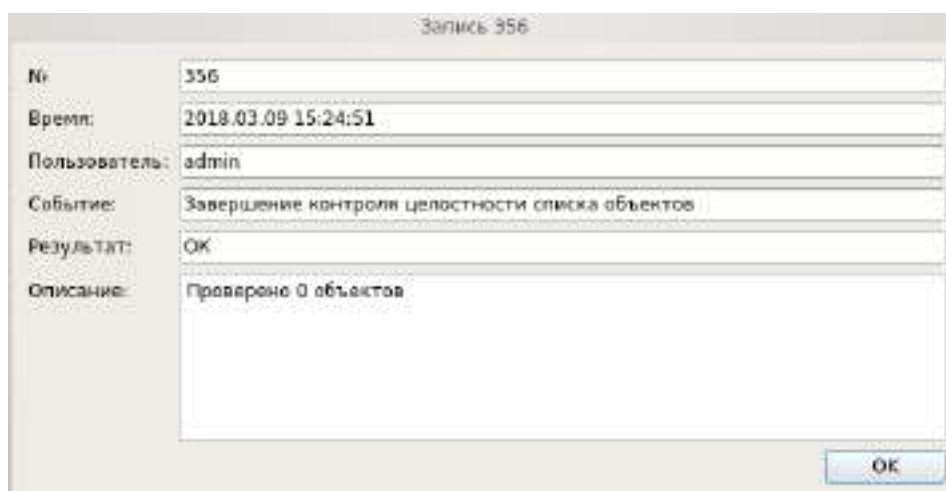 Запись 356
№ 356
Время: 2018.03.09 15:24:51
Пользователь: admin
Событие: Завершение контроля целостности списка объектов
Результат: OK
Описание: Проверено 0 объектов
OK